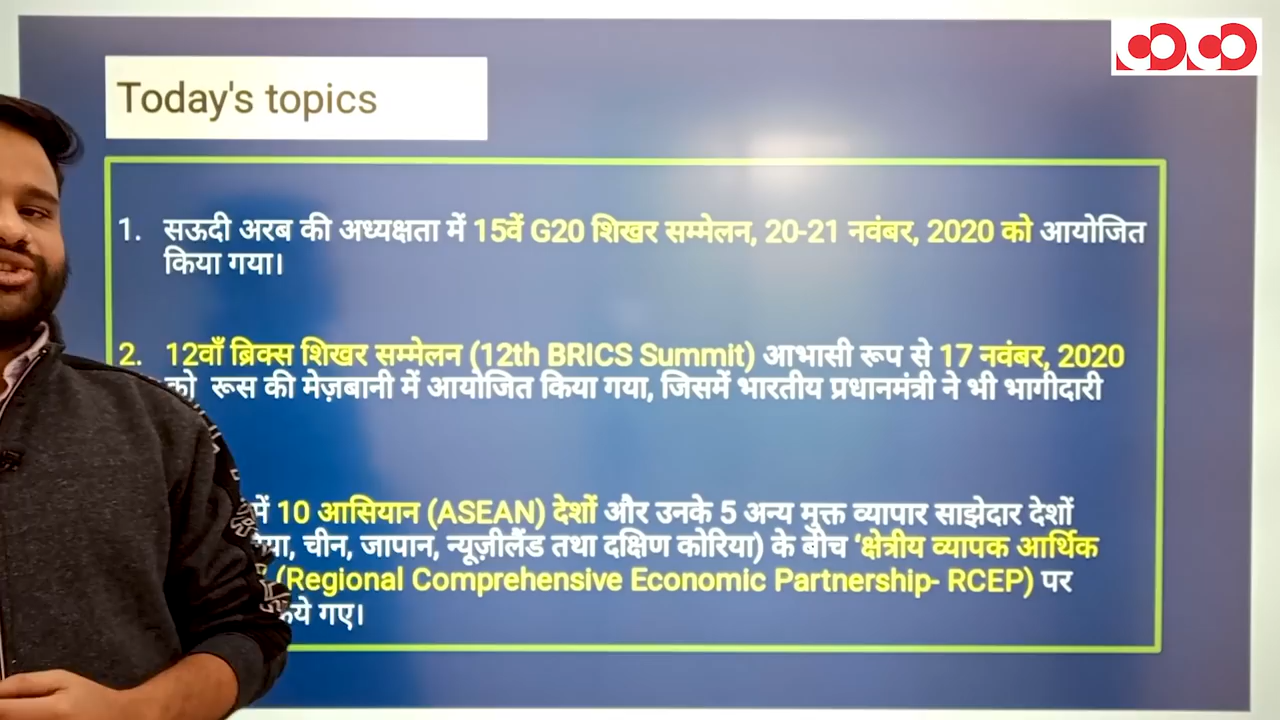 Today's topics
1. सऊदी अरब की अध्यक्षता में 15वें G20 शिखर सम्मेलन, 20-21 नवंबर, 2020 को आयोजित
किया गया।
2. 12वाँ ब्रिक्स शिखर सम्मेलन (12th BRICS Summit) आभासी रूप से 17 नवंबर, 2020
को रूस की मेज़बानी में आयोजित किया गया, जिसमें भारतीय प्रधानमंत्री ने भी भागीदारी
में 10 आसियान (ASEAN) देशों और उनके 5 अन्य मुक्त व्यापार साझेदार देशों
चीन, जापान, न्यूज़ीलैंड तथा दक्षिण कोरिया) के बीच ‘क्षेत्रीय व्यापक आर्थिक
(Regional Comprehensive Economic Partnership- RCEP) पर
गए।